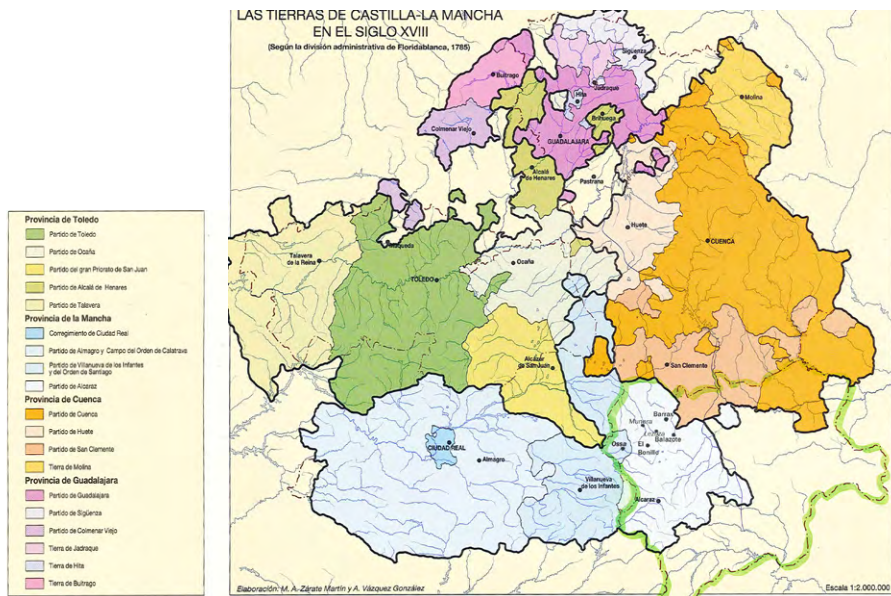 LAS TIERRAS DE CASTILLA-LA MANCHA
EN EL SIGLO XVIII
(Según la división administrativa de Floridablanca, 1785)
Sigüenza
Buitrago
Jadraque
Hita
Molina
Brihuega
Colmenar Viejo
GUADALAJARA
Alcalá
de Henares
Pastrana
Huete
CUENCA
Maqueda
Talavera
de la Reina
Ocaña
TOLEDO
Alcázar
de San Juan
San Clemente
Barrax
Munera
Lezuza
Balazote
Ossa
El
Bonillo
CIUDAD REAL
Almagro
Villanueva
de los Infantes
Alcaraz
Elaboración: M. A. Zárate Martín y A. Vázquez González
Escala 1:2.000.000
Provincia de Toledo
Partido de Toledo
Partido de Ocaña
Partido del gran Priorato de San Juan
Partido de Alcalá de Henares
Partido de Talavera
Provincia de la Mancha
Corregimiento de Ciudad Real
Partido de Almagro y Campo del Orden de Calatrava
Partido de Villanueva de los Infantes
y del Orden de Santiago
Partido de Alcaraz
Provincia de Cuenca
Partido de Cuenca
Partido de Huete
Partido de San Clemente
Tierra de Molina
Provincia de Guadalajara
Partido de Guadalajara
Partido de Sigüenza
Partido de Colmenar Viejo
Tierra de Jadraque
Tierra de Hita
Tierra de Buitrago